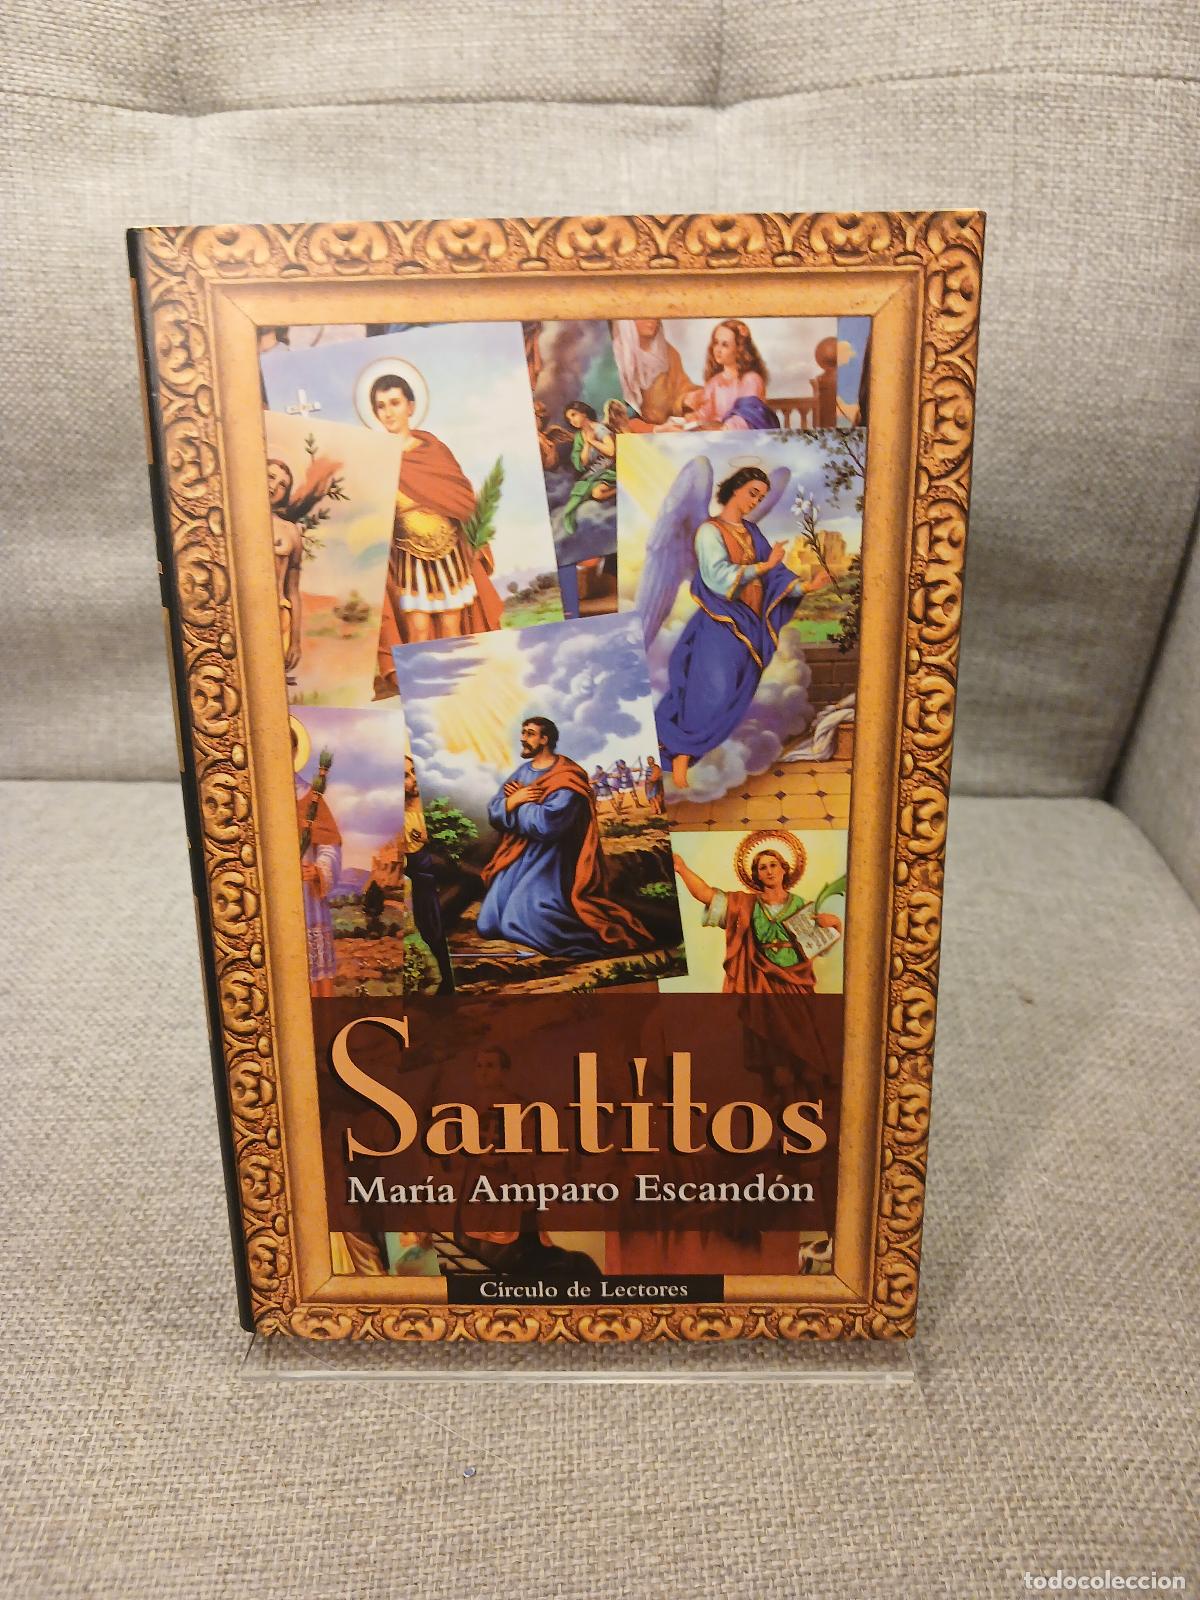 Santitos
María Amparo Escandón
Círculo de Lectores
todocoleccion